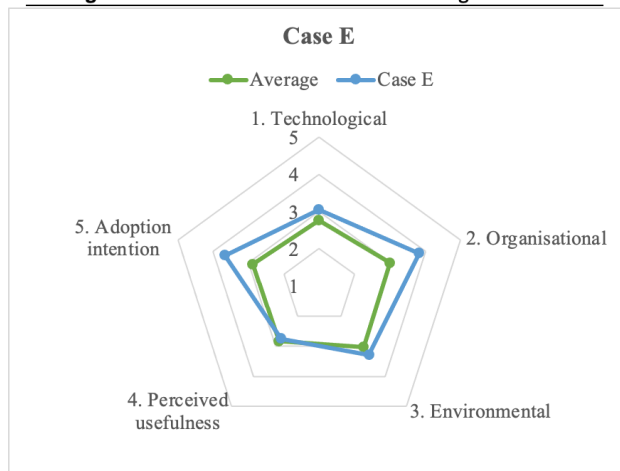 Case E
Average Case E
1. Technological
5
4
3
2
1
2. Organisational
3. Environmental
4. Perceived
usefulness
5. Adoption
intention